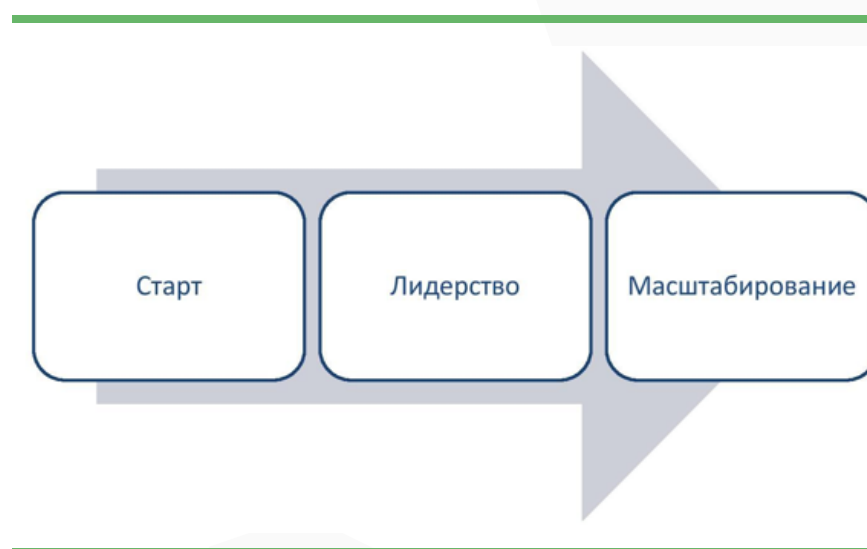 Старт
Лидерство
Масштабирование